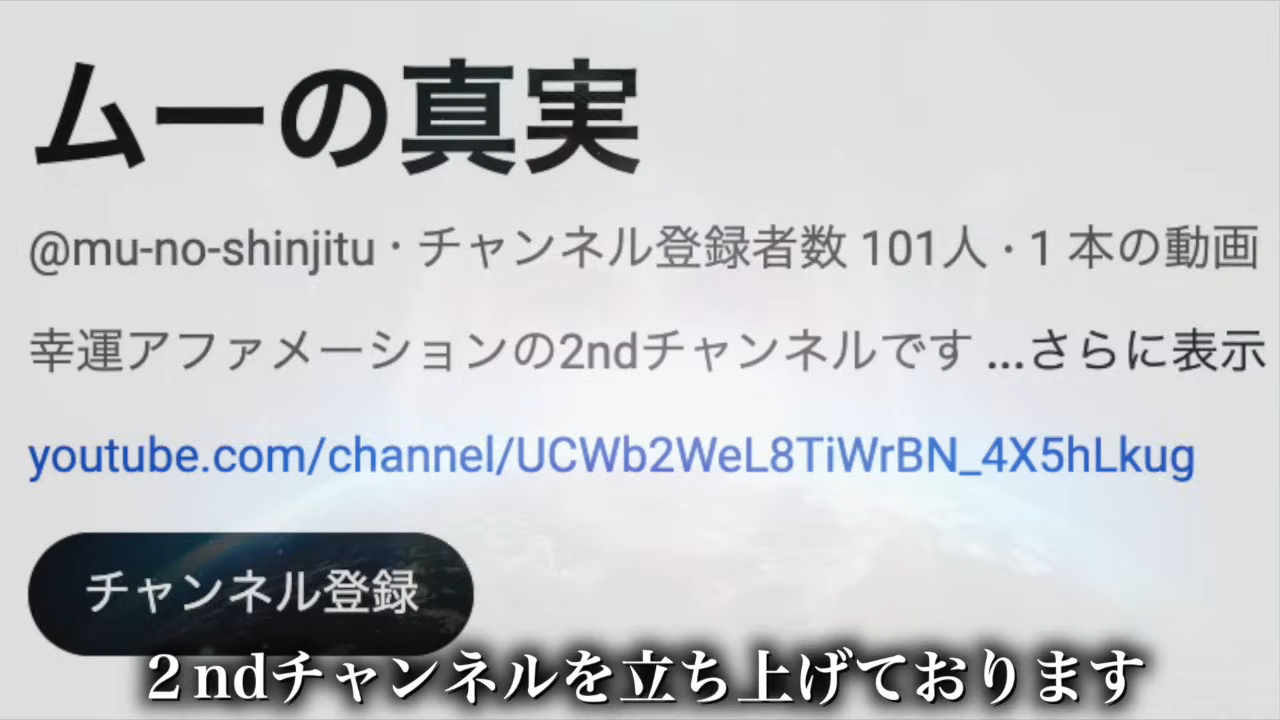 ムーの真実
@mu-no-shinjitu・チャンネル登録者数 101人・1 本の動画
幸運アファメーションの2ndチャンネルです ...さらに表示
youtube.com/channel/UCWb2WeL8TiWrBN_4X5hLkug
チャンネル登録
２ndチャンネルを立ち上げております